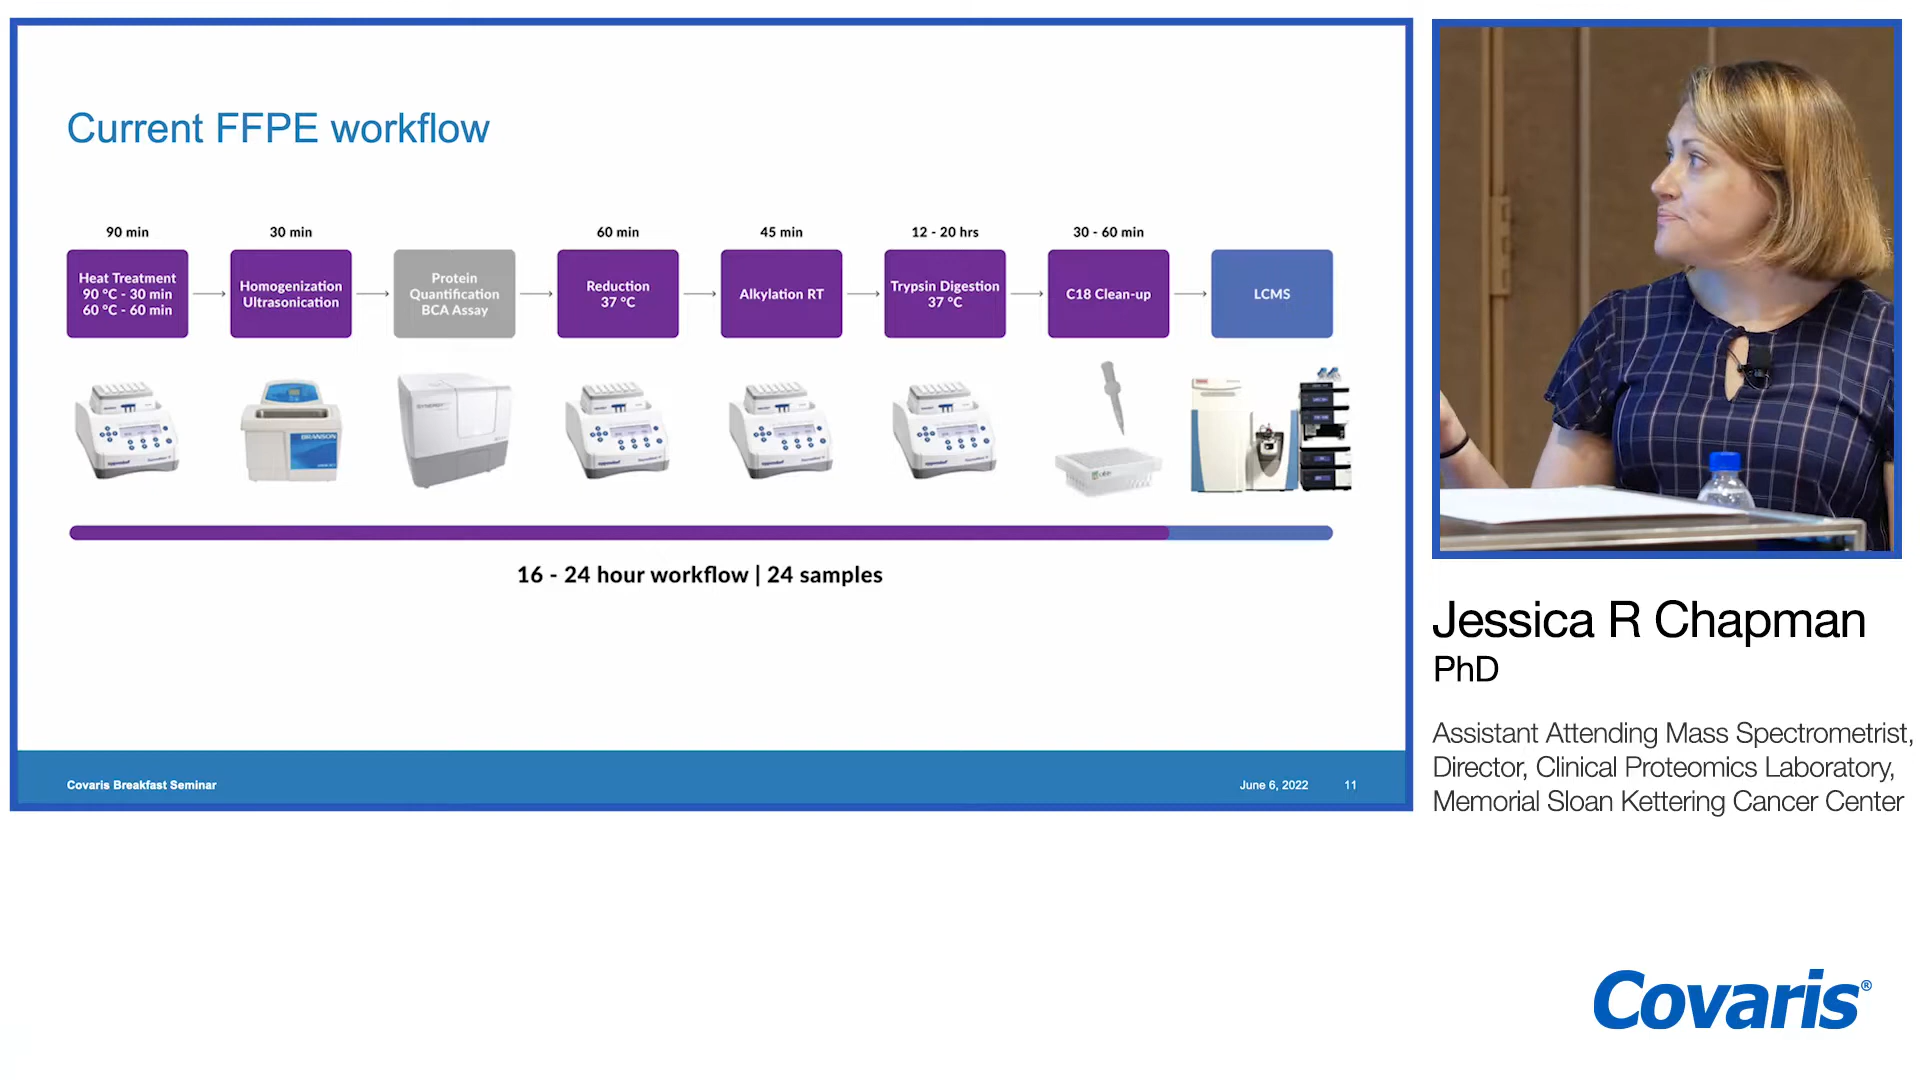 Current FFPE workflow
90 min
30 min
60 min
45 min
12 - 20 hrs
30 - 60 min
Heat Treatment
90 °C - 30 min
60 °C - 60 min
Homogenization
Ultrasonication
Protein
Quantification
BCA Assay
Reduction
37 °C
Alkylation RT
Trypsin Digestion
37 °C
C18 Clean-up
LCMS
BRANSON
16 - 24 hour workflow | 24 samples
Covaris Breakfast Seminar
June 6, 2022
11
Jessica R Chapman
PhD
Assistant Attending Mass Spectrometrist,
Director, Clinical Proteomics Laboratory,
Memorial Sloan Kettering Cancer Center
Covaris®